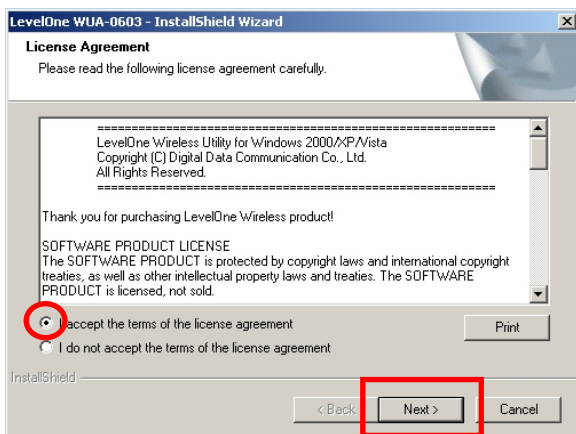 LevelOne WUA-0603 - InstallShield Wizard
License Agreement
Please read the following license agreement carefully.
============================================================
LevelOne Wireless Utility for Windows 2000/XP/Vista
Copyright (C) Digital Data Communication Co., Ltd.
All Rights Reserved.
============================================================
Thank you for purchasing LevelOne Wireless product!
SOFTWARE PRODUCT LICENSE
The SOFTWARE PRODUCT is protected by copyright laws and international copyright
treaties, as well as other intellectual property laws and treaties. The SOFTWARE
PRODUCT is licensed, not sold.
I accept the terms of the license agreement
Print
I do not accept the terms of the license agreement
InstallShield
< Back
Next >
Cancel